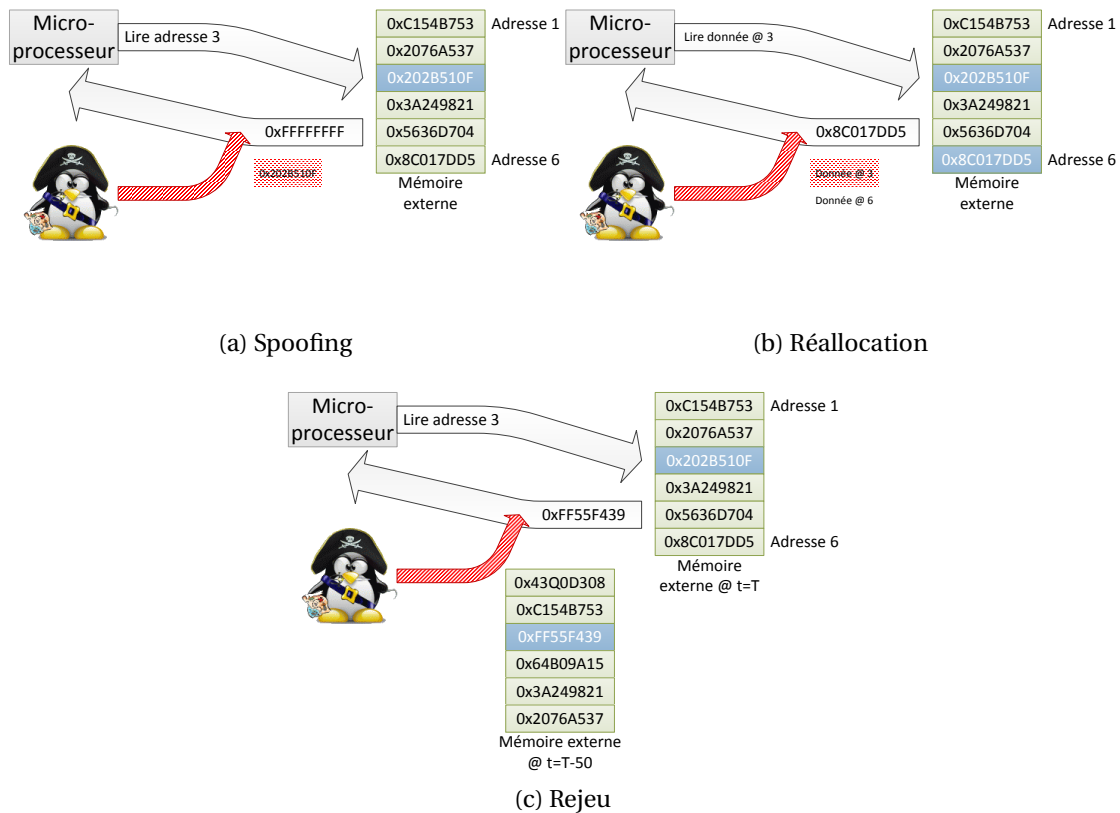 Micro-
processeur
Lire adresse 3
0xC154B753
Adresse 1
0x2076A537
0x202B510F
0x3A249821
0x5636D704
0x8C017DD5
Adresse 6
Mémoire
externe
0xFFFFFFFF
0x202B510F
(a) Spoofing
Micro-
processeur
Lire donnée @ 3
0xC154B753
Adresse 1
0x2076A537
0x202B510F
0x3A249821
0x5636D704
0x8C017DD5
Adresse 6
Mémoire
externe
0x8C017DD5
Donnée @ 3
Donnée @ 6
(b) Réallocation
Micro-
processeur
Lire adresse 3
0xC154B753
Adresse 1
0x2076A537
0x202B510F
0x3A249821
0x5636D704
0x8C017DD5
Adresse 6
Mémoire
externe @ t=T
0xFF55F439
0x43Q0D308
0xC154B753
0xFF55F439
0x64B09A15
0x3A249821
0x2076A537
Mémoire externe
@ t=T-50
(c) Rejeu